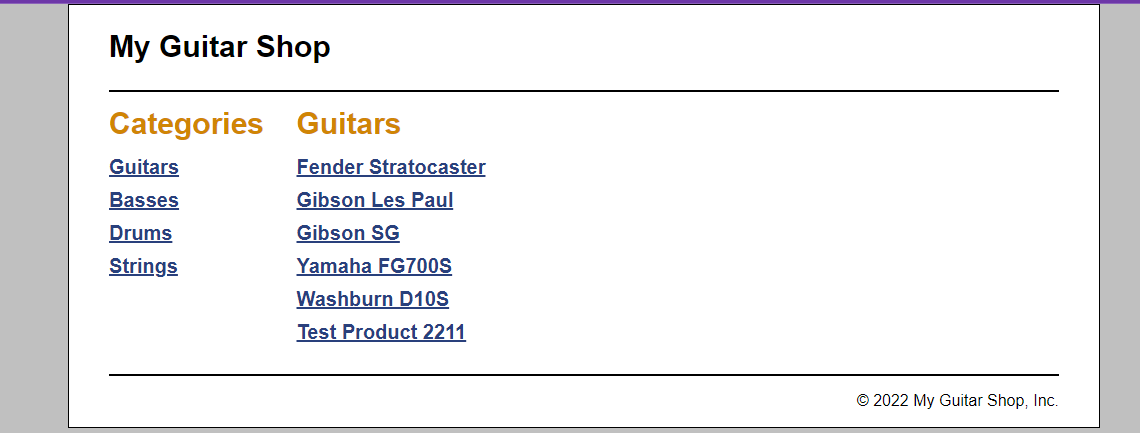 My Guitar Shop
Categories
Guitars
Basses
Drums
Strings
Guitars
Fender Stratocaster
Gibson Les Paul
Gibson SG
Yamaha FG700S
Washburn D10S
Test Product 2211
© 2022 My Guitar Shop, Inc.